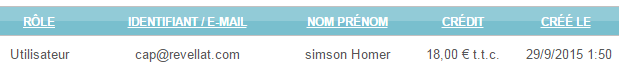 RÔLE IDENTIFIANT / E-MAIL NOM PRÉNOM CRÉDIT CRÉÉ LE
Utilisateur cap@revellat.com simson Homer 18,00 € t.t.c. 29/9/2015 1:50